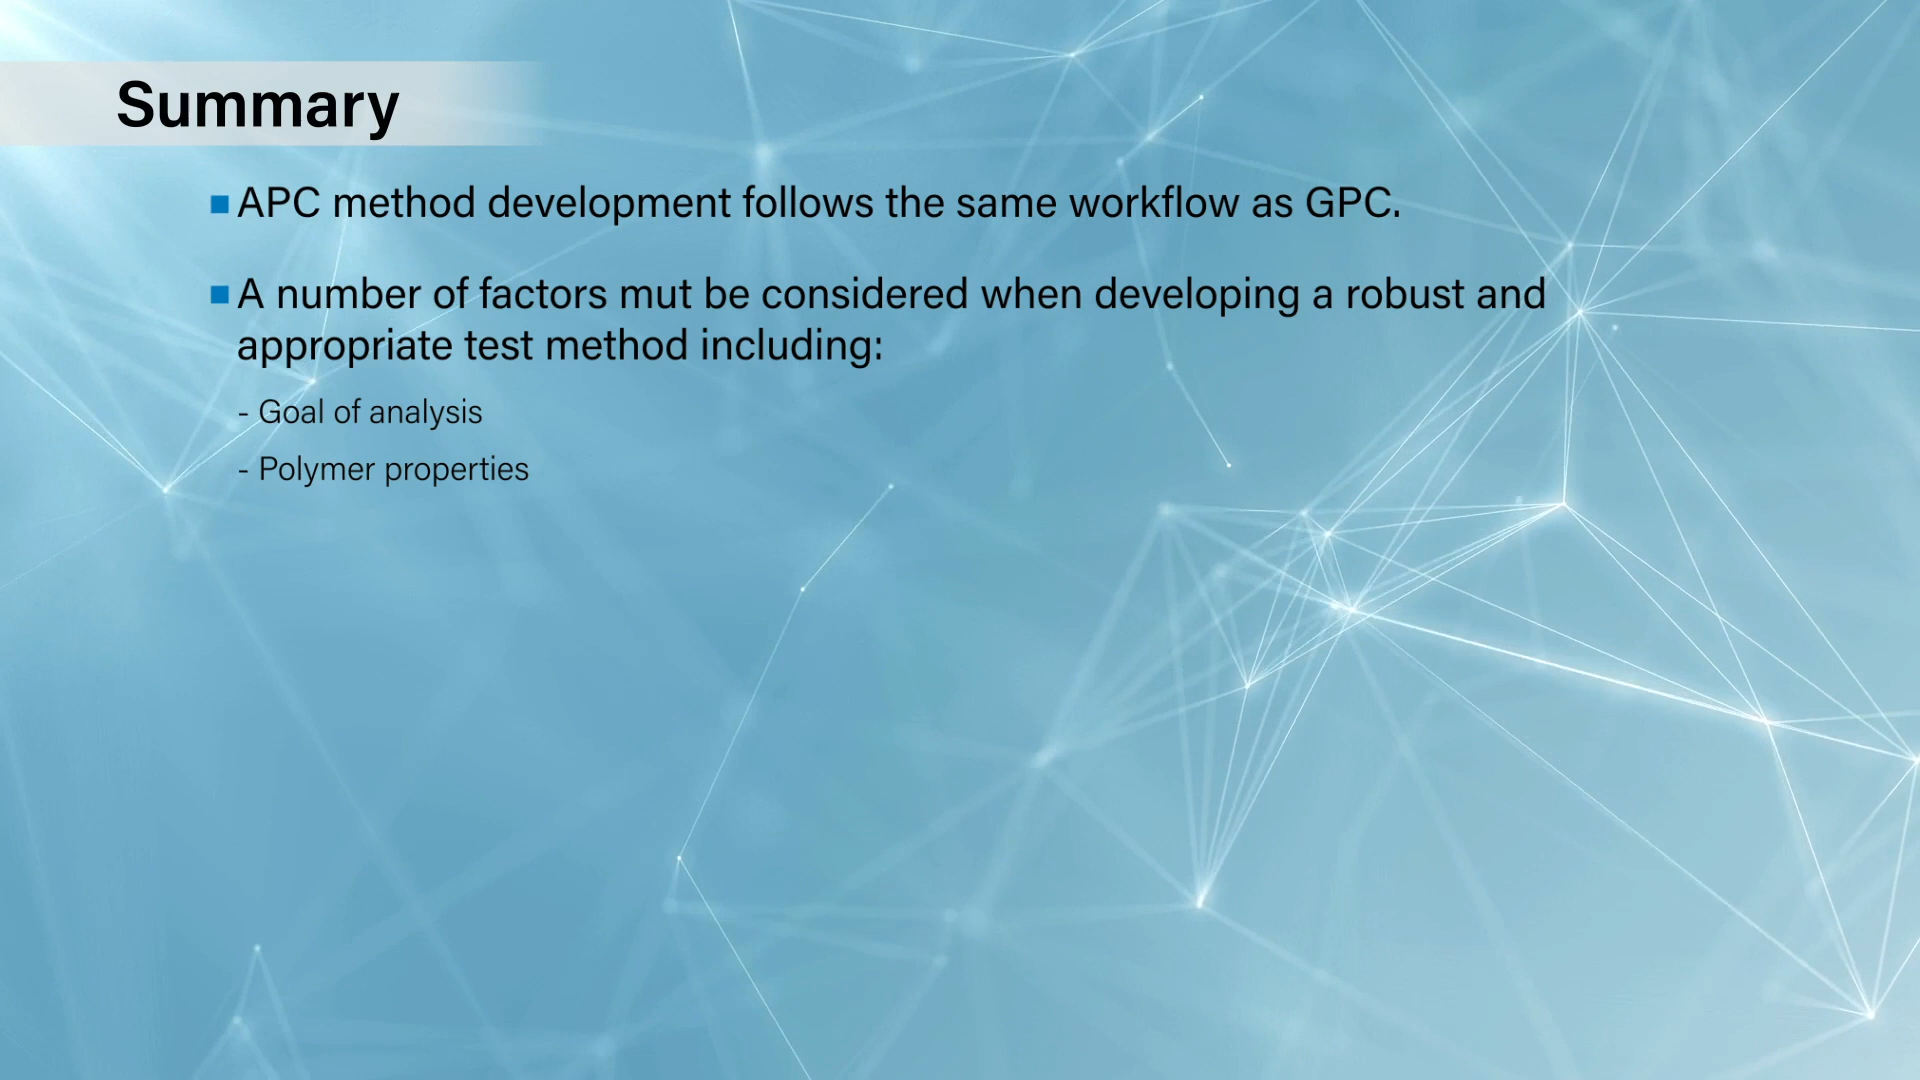 Summary
■ APC method development follows the same workflow as GPC.
■ A number of factors mut be considered when developing a robust and
appropriate test method including:
- Goal of analysis
- Polymer properties